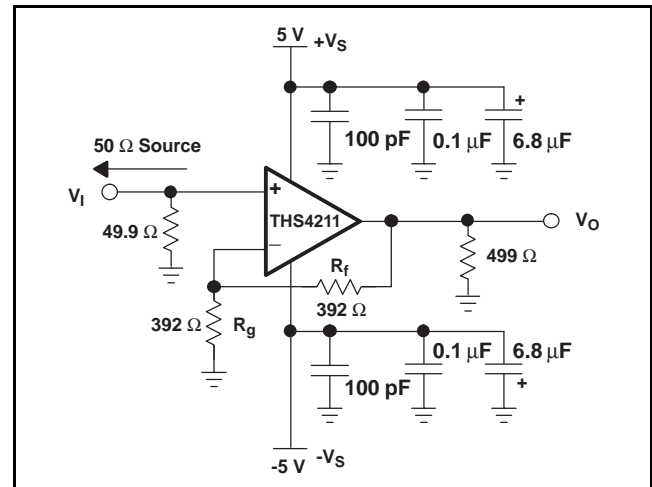 5 V +VS
100 pF 0.1 µF 6.8 µF
+
50 Ω Source
VI
+
THS4211
−
VO
49.9 Ω
Rf
392 Ω
499 Ω
392 Ω Rg
100 pF 0.1 µF 6.8 µF
+
-5 V -VS